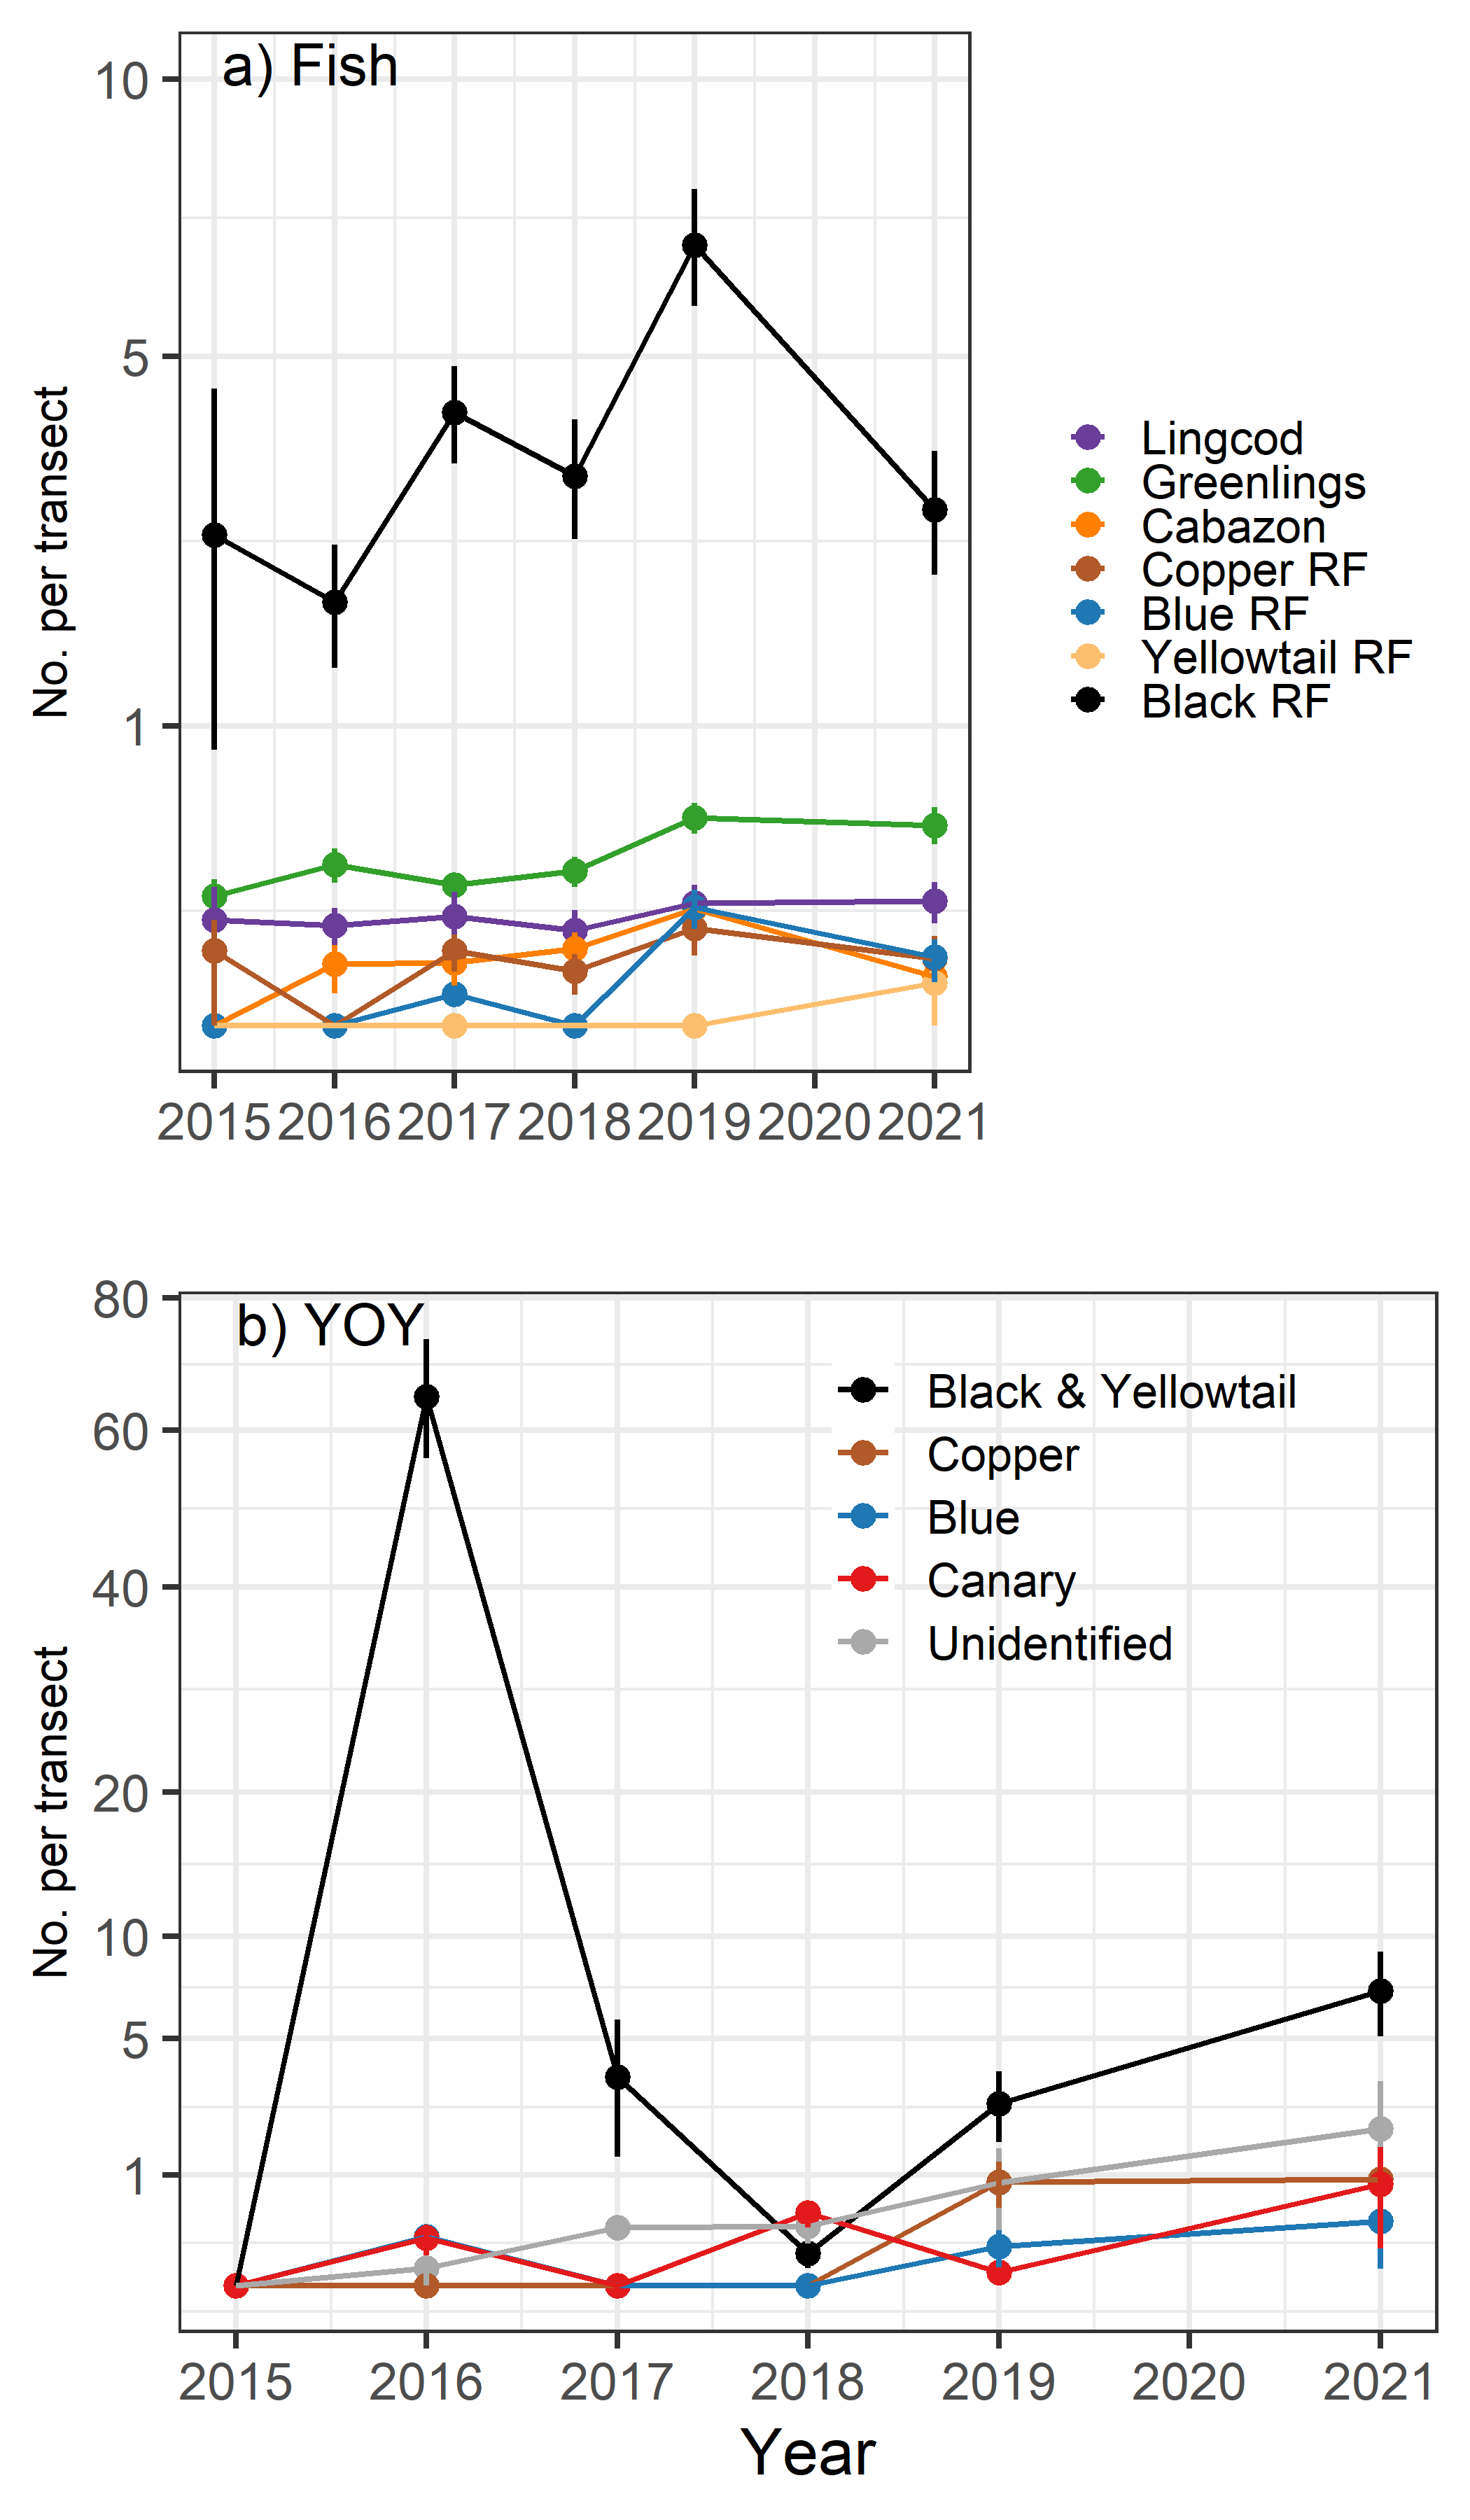 a) Fish
10
5
1
No. per transect
2015 2016 2017 2018 2019 2020 2021
Lingcod
Greenlings
Cabazon
Copper RF
Blue RF
Yellowtail RF
Black RF
b) YOY
80
60
40
20
10
5
1
No. per transect
Black & Yellowtail
Copper
Blue
Canary
Unidentified
2015 2016 2017 2018 2019 2020 2021
Year